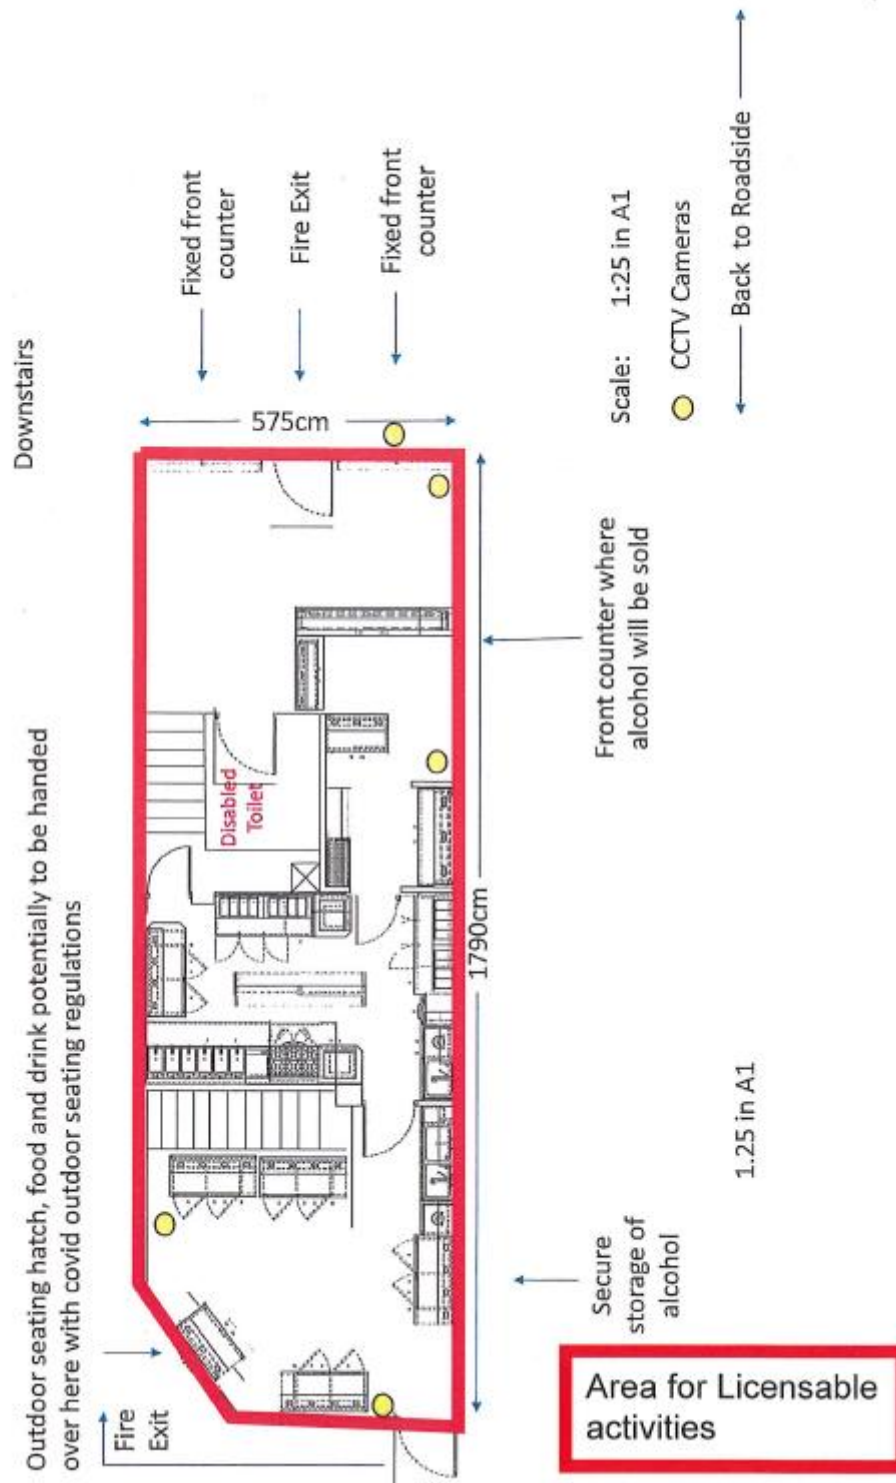 Downstairs
Outdoor seating hatch, food and drink potentially to be handed
over here with covid outdoor seating regulations
Fire
Exit
Disabled
Toilet
575cm
1790cm
Fixed front
counter
Fire Exit
Fixed front
counter
Front counter where
alcohol will be sold
Secure
storage of
alcohol
Scale: 1:25 in A1
CCTV Cameras
Back to Roadside
1.25 in A1
Area for Licensable
activities